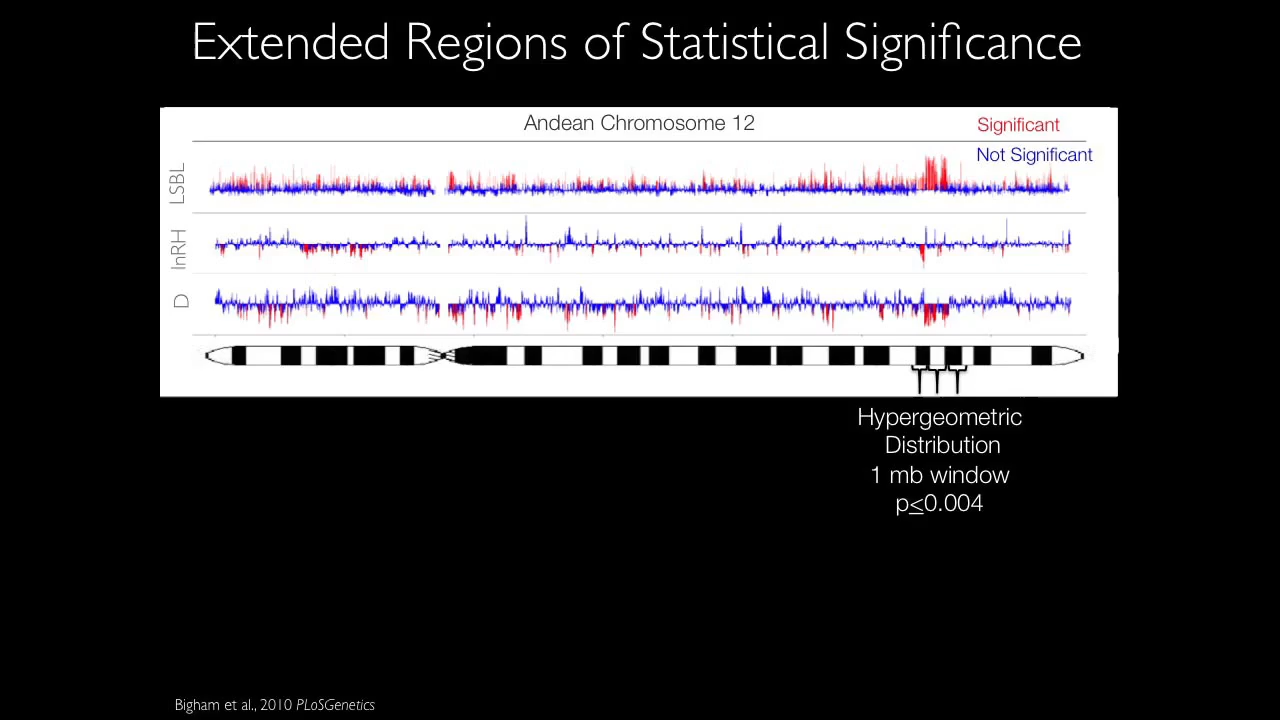 Extended Regions of Statistical Significance
Andean Chromosome 12
Significant
Not Significant
LSBL
lnRH
D
Hypergeometric
Distribution
1 mb window
p≤0.004
Bigham et al., 2010 PLoSGenetics